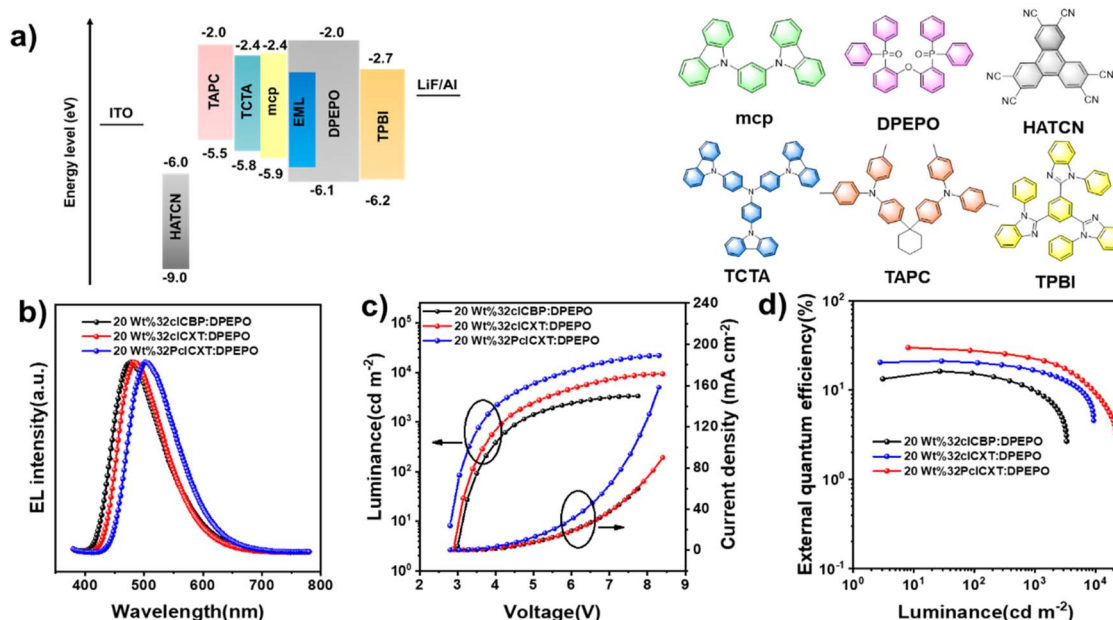 a)
Energy level (eV)
ITO
-6.0
HATCN
-9.0
-2.0
TAPC
-5.5
-2.4
TCTA
-5.8
-2.4
mcp
-5.9
EML
-2.0
DPEPO
-6.1
-2.7
TPBI
-6.2
LiF/Al
N
N
mcp
P=O
O=P
O
DPEPO
CN
CN
NC
CN
NC
CN
HATCN
N
N
N
N
TCTA
N
N
TAPC
N
N
N
N
N
N
TPBI
b)
EL intensity(a.u.)
20 Wt%32clCBP:DPEPO
20 Wt%32clCXT:DPEPO
20 Wt%32PclCXT:DPEPO
400 500 600 700 800
Wavelength(nm)
c)
Luminance(cd m-2)
10⁵
10⁴
10³
10²
10¹
10⁰
20 Wt%32clCBP:DPEPO
20 Wt%32clCXT:DPEPO
20 Wt%32PclCXT:DPEPO
240
200
160
120
80
40
0
Current density (mA cm-2)
2 3 4 5 6 7 8 9
Voltage(V)
d)
External quantum efficiency(%)
10²
10¹
10⁰
10⁻¹
20 Wt%32clCBP:DPEPO
20 Wt%32clCXT:DPEPO
20 Wt%32PclCXT:DPEPO
10⁰ 10¹ 10² 10³ 10⁴
Luminance(cd m-2)